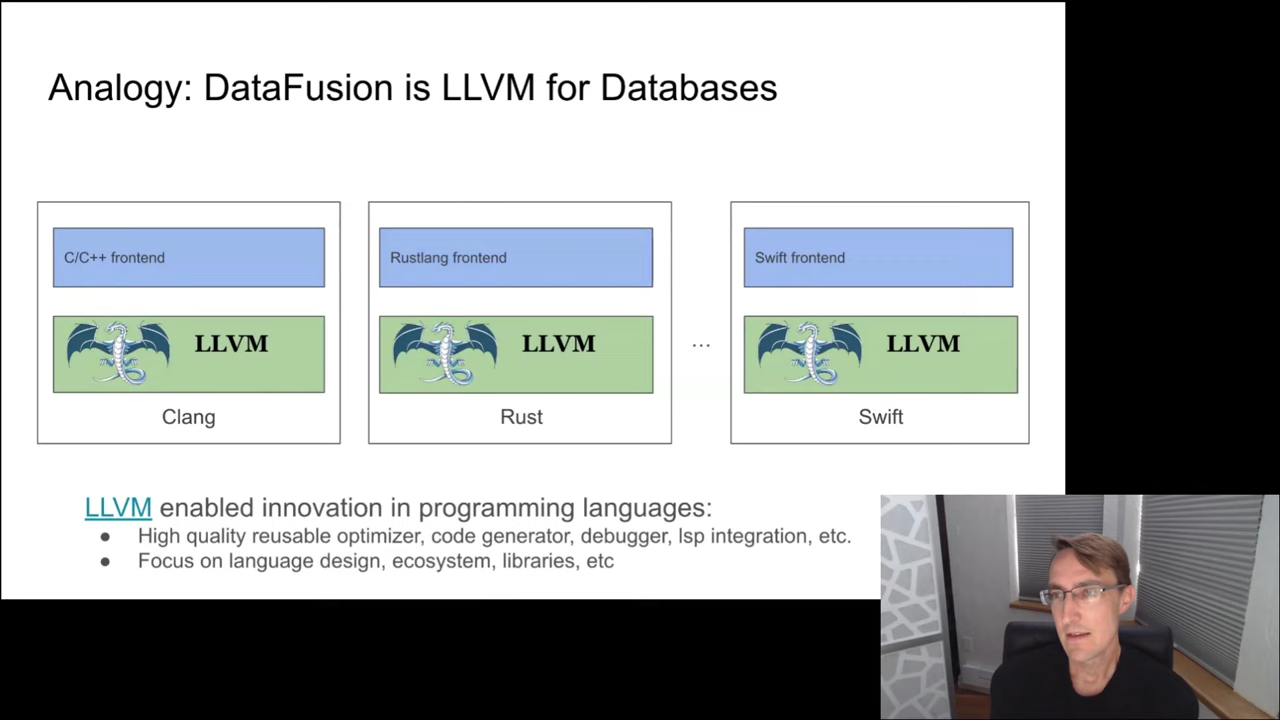 Analogy: DataFusion is LLVM for Databases
C/C++ frontend
LLVM
Clang
Rustlang frontend
LLVM
Rust
...
Swift frontend
LLVM
Swift
LLVM enabled innovation in programming languages:
● High quality reusable optimizer, code generator, debugger, lsp integration, etc.
● Focus on language design, ecosystem, libraries, etc